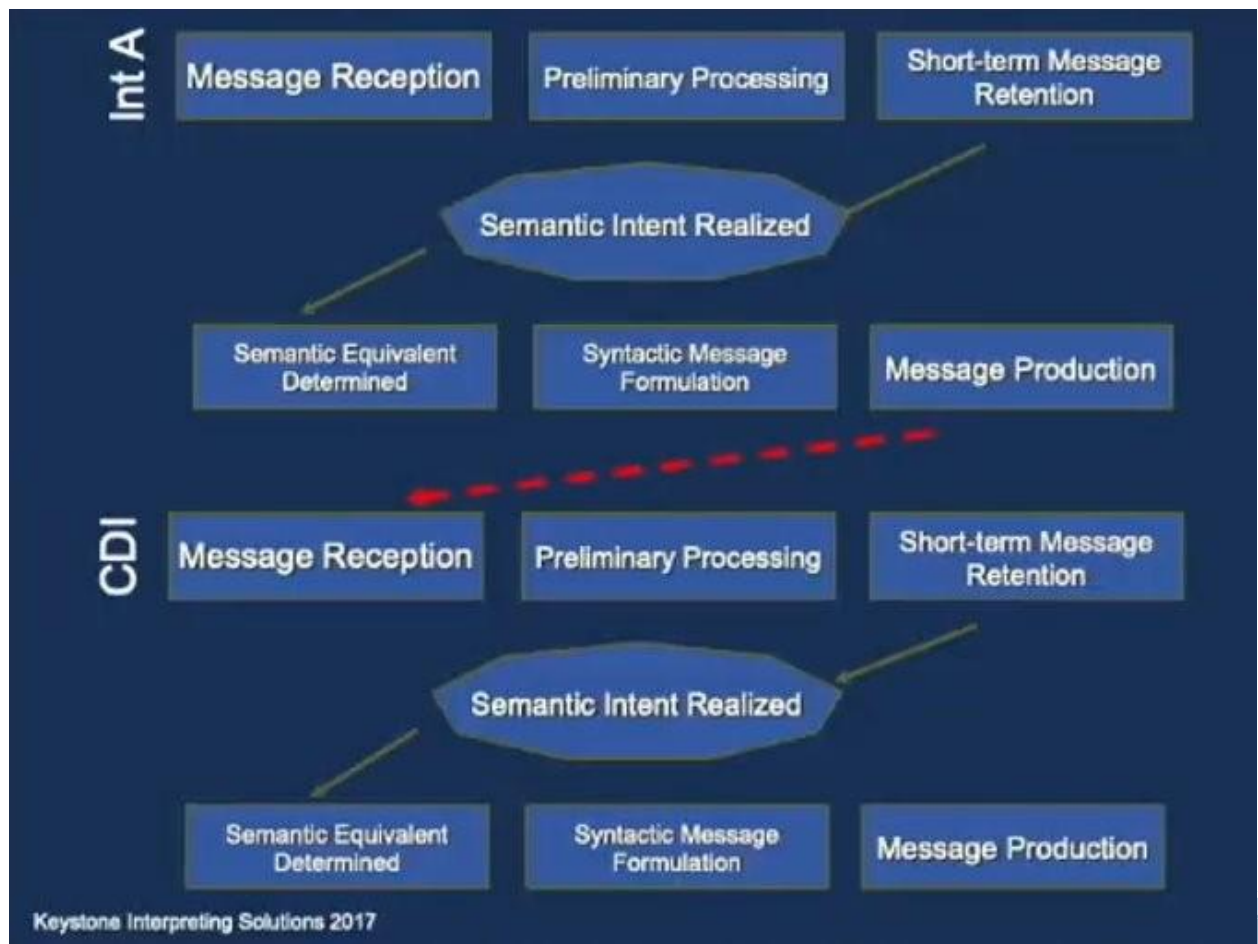 Int A
Message Reception
Preliminary Processing
Short-term Message
Retention
Semantic Intent Realized
Semantic Equivalent
Determined
Syntactic Message
Formulation
Message Production
CDI
Message Reception
Preliminary Processing
Short-term Message
Retention
Semantic Intent Realized
Semantic Equivalent
Determined
Syntactic Message
Formulation
Message Production
Keystone Interpreting Solutions 2017